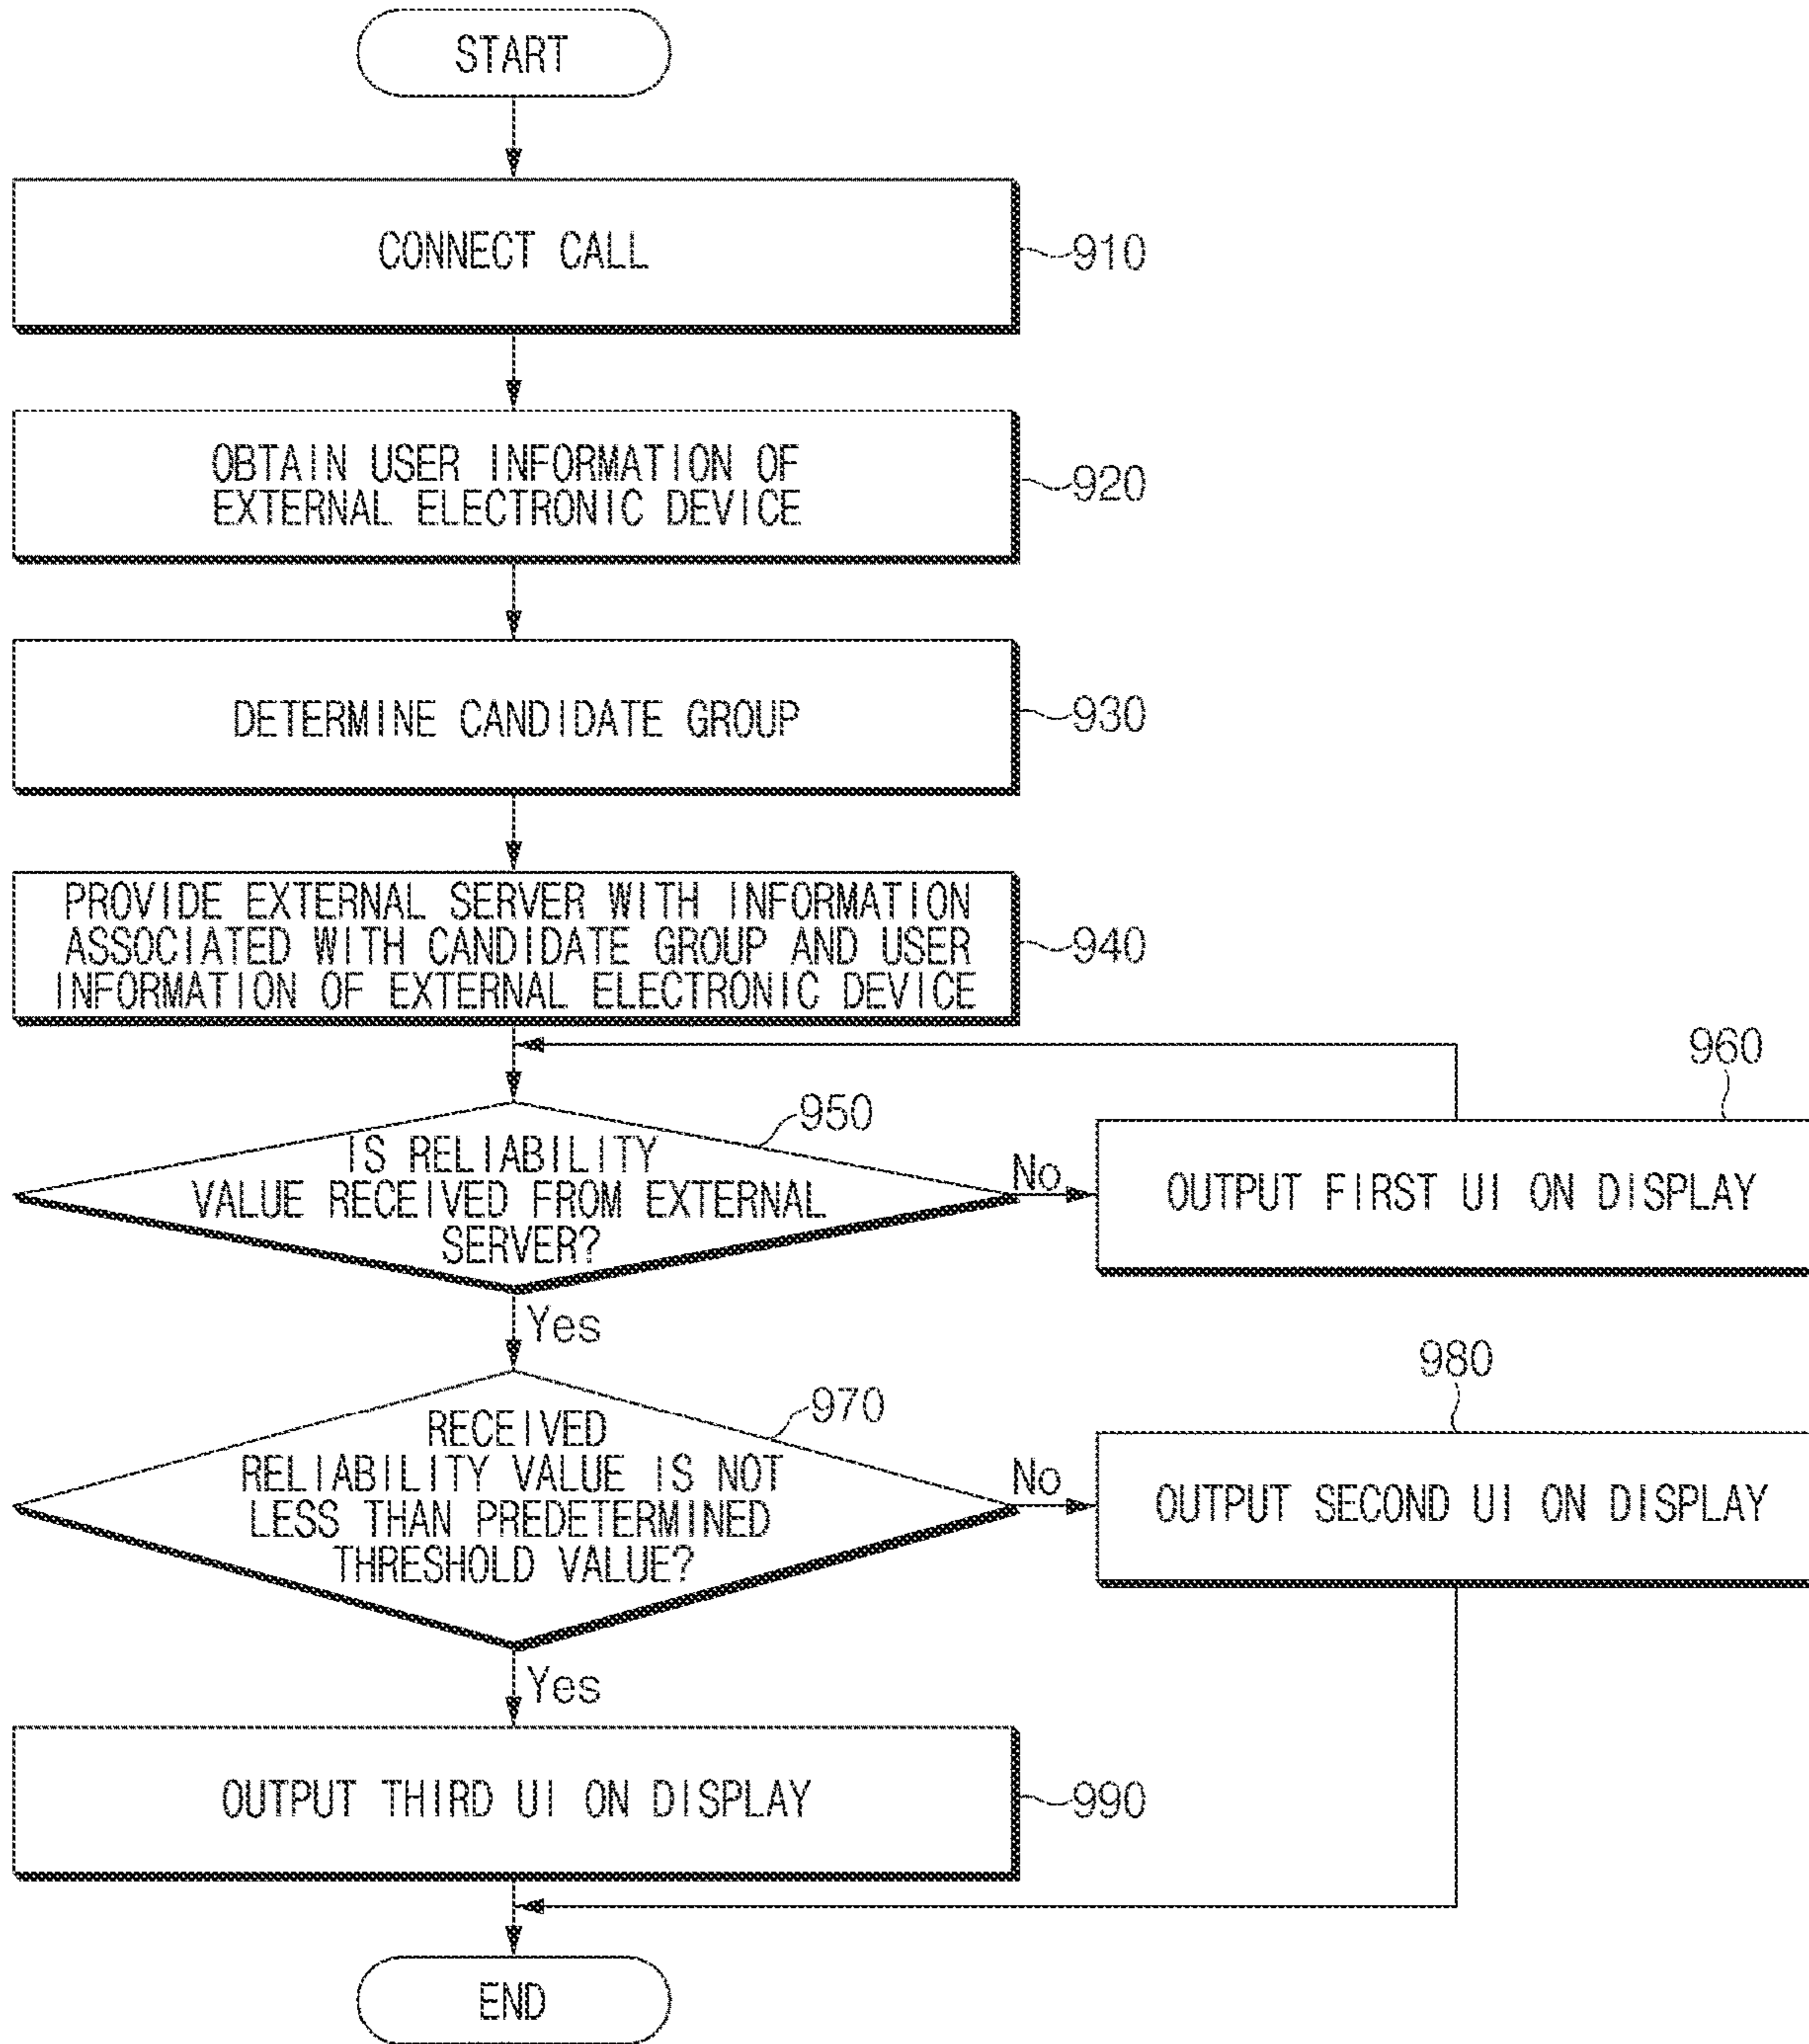 START
CONNECT CALL
910
OBTAIN USER INFORMATION OF
EXTERNAL ELECTRONIC DEVICE
920
DETERMINE CANDIDATE GROUP
930
PROVIDE EXTERNAL SERVER WITH INFORMATION
ASSOCIATED WITH CANDIDATE GROUP AND USER
INFORMATION OF EXTERNAL ELECTRONIC DEVICE
940
950
IS RELIABILITY
VALUE RECEIVED FROM EXTERNAL
SERVER?
No
960
OUTPUT FIRST UI ON DISPLAY
Yes
970
RECEIVED
RELIABILITY VALUE IS NOT
LESS THAN PREDETERMINED
THRESHOLD VALUE?
No
980
OUTPUT SECOND UI ON DISPLAY
Yes
OUTPUT THIRD UI ON DISPLAY
990
END